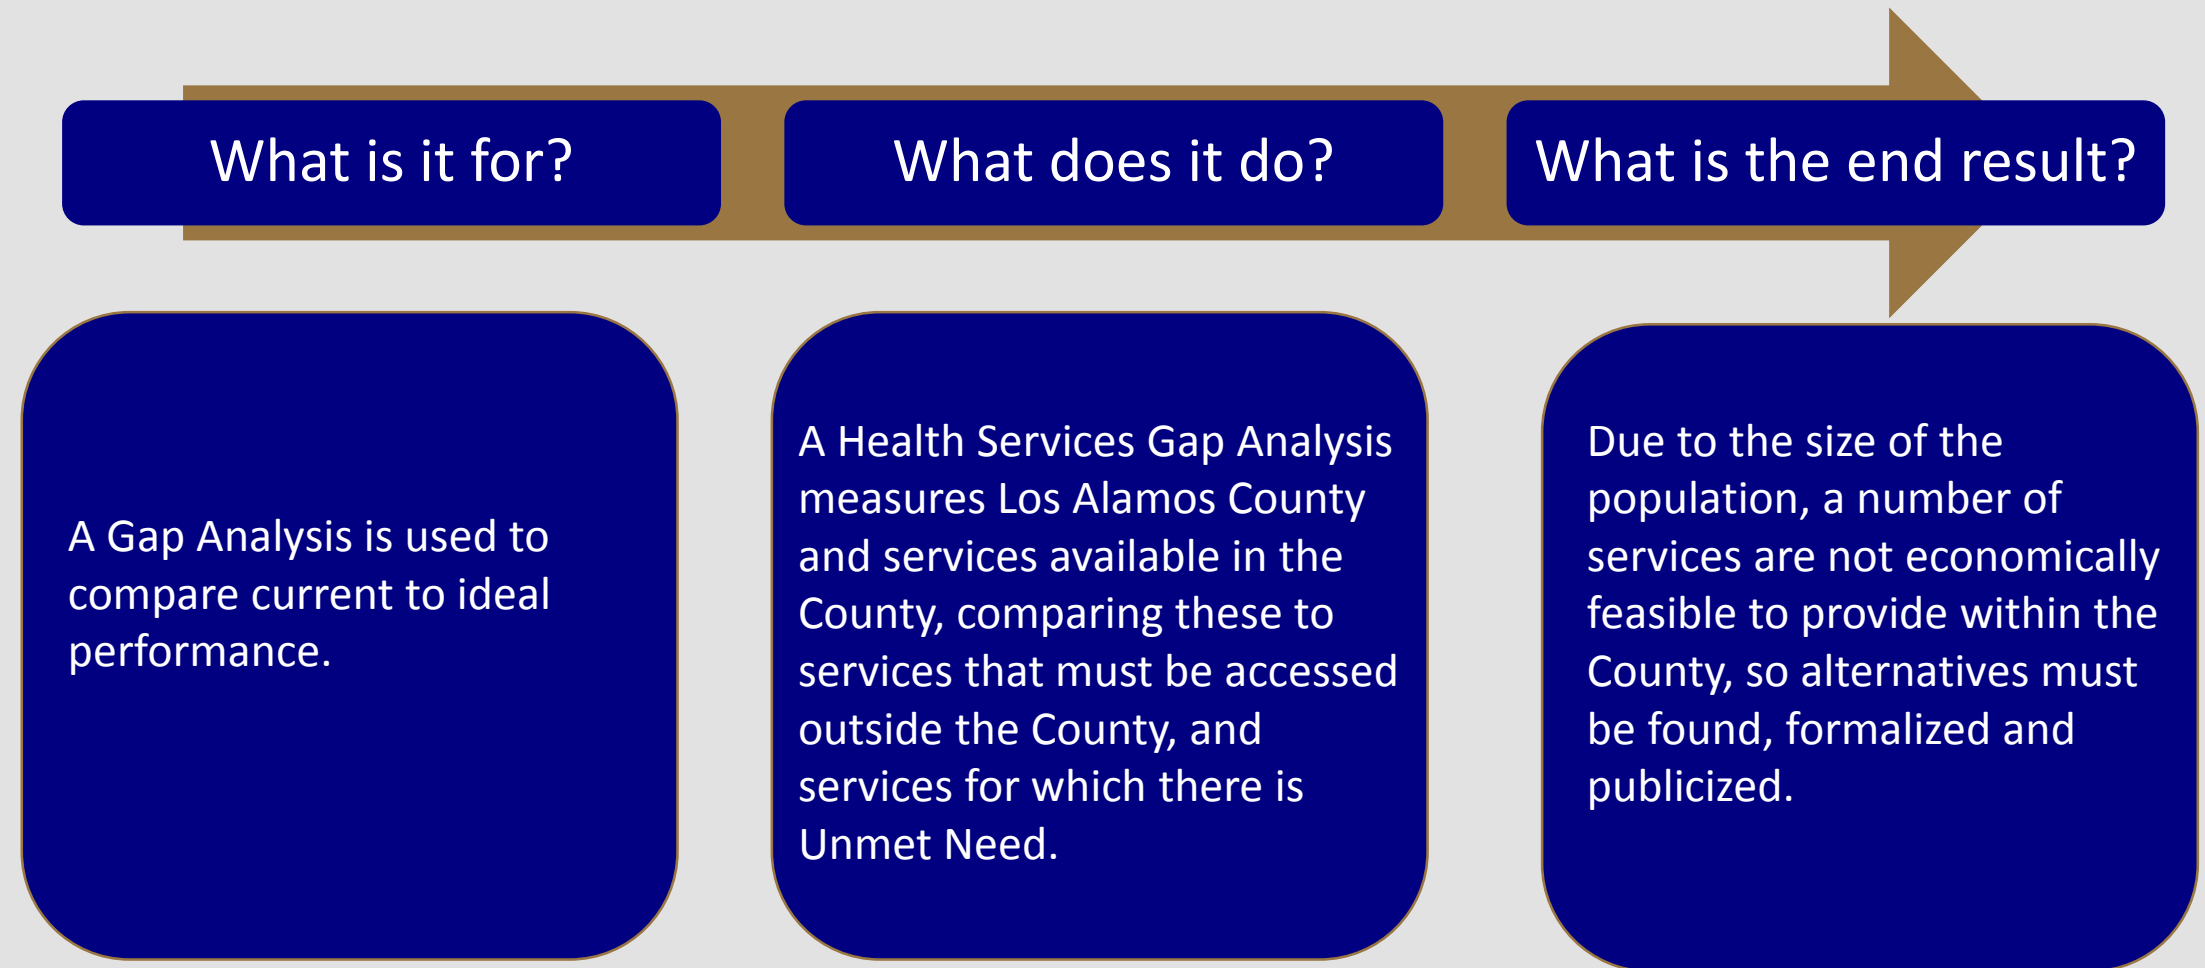 What is it for?
What does it do?
What is the end result?
A Gap Analysis is used to
compare current to ideal
performance.
A Health Services Gap Analysis
measures Los Alamos County
and services available in the
County, comparing these to
services that must be accessed
outside the County, and
services for which there is
Unmet Need.
Due to the size of the
population, a number of
services are not economically
feasible to provide within the
County, so alternatives must
be found, formalized and
publicized.